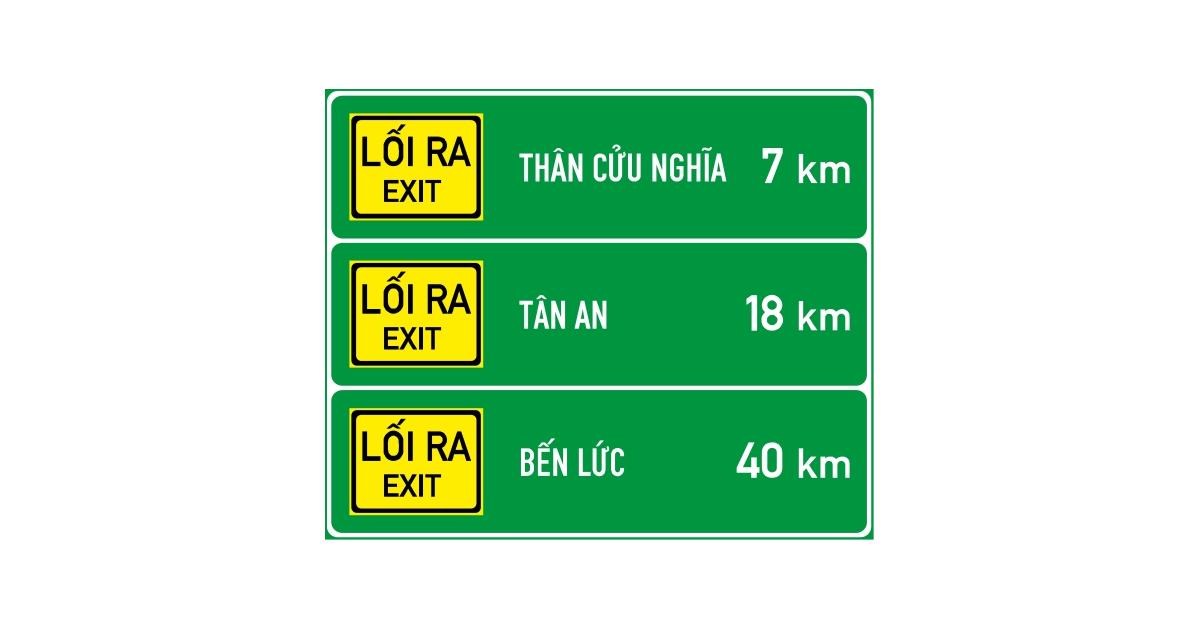 LỐI RA
EXIT
THÂN CỬU NGHĨA 7 km
LỐI RA
EXIT
TÂN AN 18 km
LỐI RA
EXIT
BẾN LỨC 40 km